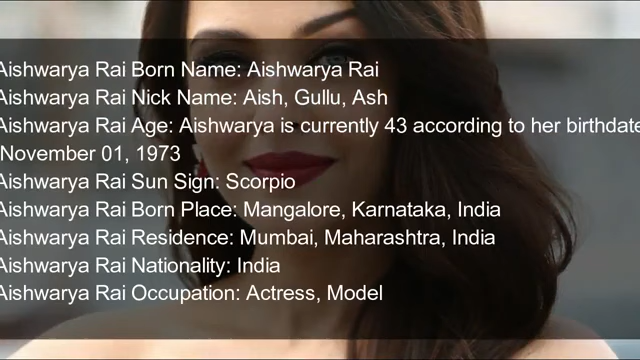 Aishwarya Rai Born Name: Aishwarya Rai
Aishwarya Rai Nick Name: Aish, Gullu, Ash
Aishwarya Rai Age: Aishwarya is currently 43 according to her birthdate
November 01, 1973
Aishwarya Rai Sun Sign: Scorpio
Aishwarya Rai Born Place: Mangalore, Karnataka, India
Aishwarya Rai Residence: Mumbai, Maharashtra, India
Aishwarya Rai Nationality: India
Aishwarya Rai Occupation: Actress, Model